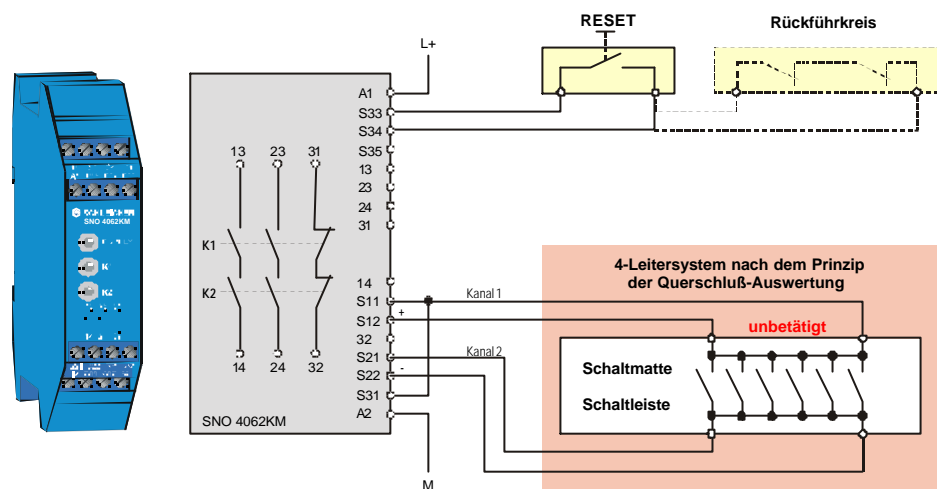 RESET
Rückführkreis
L+
A1
S33
S34
S35
13
23
24
31
14
S11
S12
32
S21
S22
S31
A2
13 23 31
K1
K2
14 24 32
SNO 4062KM
SNO 4062KM
K2
4-Leitersystem nach dem Prinzip
der Querschluß-Auswertung
Kanal 1
+
unbetätigt
Kanal 2
-
Schaltmatte
Schaltleiste
M